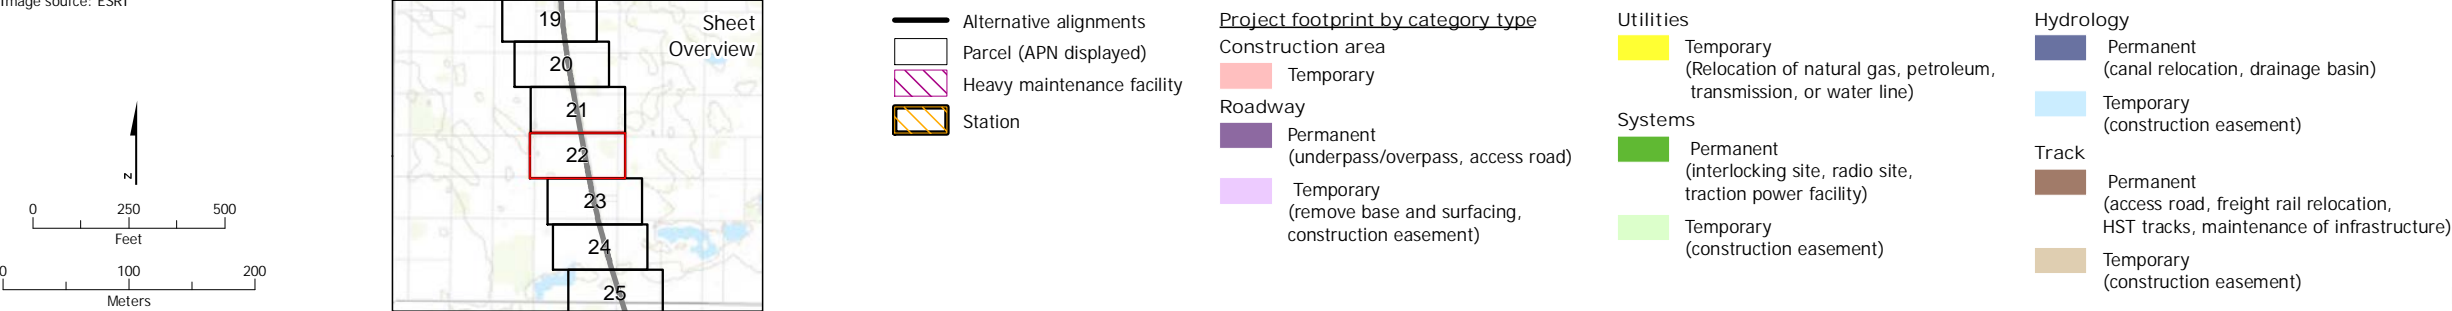 Image source: ESRI
N
0 250 500
Feet
0 100 200
Meters
Sheet
Overview
19
20
21
22
23
24
25
Alternative alignments
Parcel (APN displayed)
Heavy maintenance facility
Station
Project footprint by category type
Construction area
Temporary
Roadway
Permanent
(underpass/overpass, access road)
Temporary
(remove base and surfacing,
construction easement)
Utilities
Temporary
(Relocation of natural gas, petroleum,
transmission, or water line)
Systems
Permanent
(interlocking site, radio site,
traction power facility)
Temporary
(construction easement)
Hydrology
Permanent
(canal relocation, drainage basin)
Temporary
(construction easement)
Track
Permanent
(access road, freight rail relocation,
HST tracks, maintenance of infrastructure)
Temporary
(construction easement)